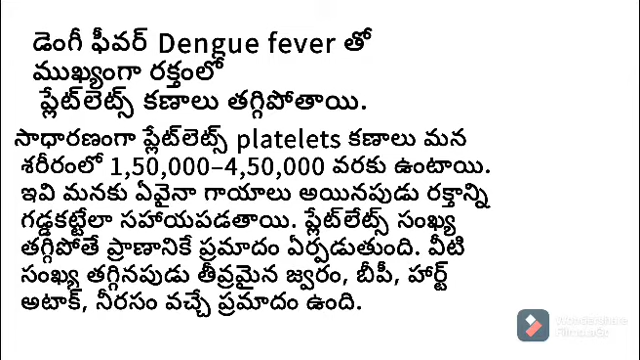 డెంగీ ఫీవర్ Dengue fever తో
ముఖ్యంగా రక్తంలో
ప్లేట్‌లెట్స్ కణాలు తగ్గిపోతాయి.
సాధారణంగా ప్లేట్‌లెట్స్ platelets కణాలు మన
శరీరంలో 1,50,000–4,50,000 వరకు ఉంటాయి.
ఇవి మనకు ఏవైనా గాయాలు అయినపుడు రక్తాన్ని
గడ్డకట్టేలా సహాయపడతాయి. ప్లేట్‌లేట్స్ సంఖ్య
తగ్గిపోతే ప్రాణానికే ప్రమాదం ఏర్పడుతుంది. వీటి
సంఖ్య తగ్గినపుడు తీవ్రమైన జ్వరం, బీపీ, హార్ట్
అటాక్, నీరసం వచ్చే ప్రమాదం ఉంది.
Wondershare
Filmora